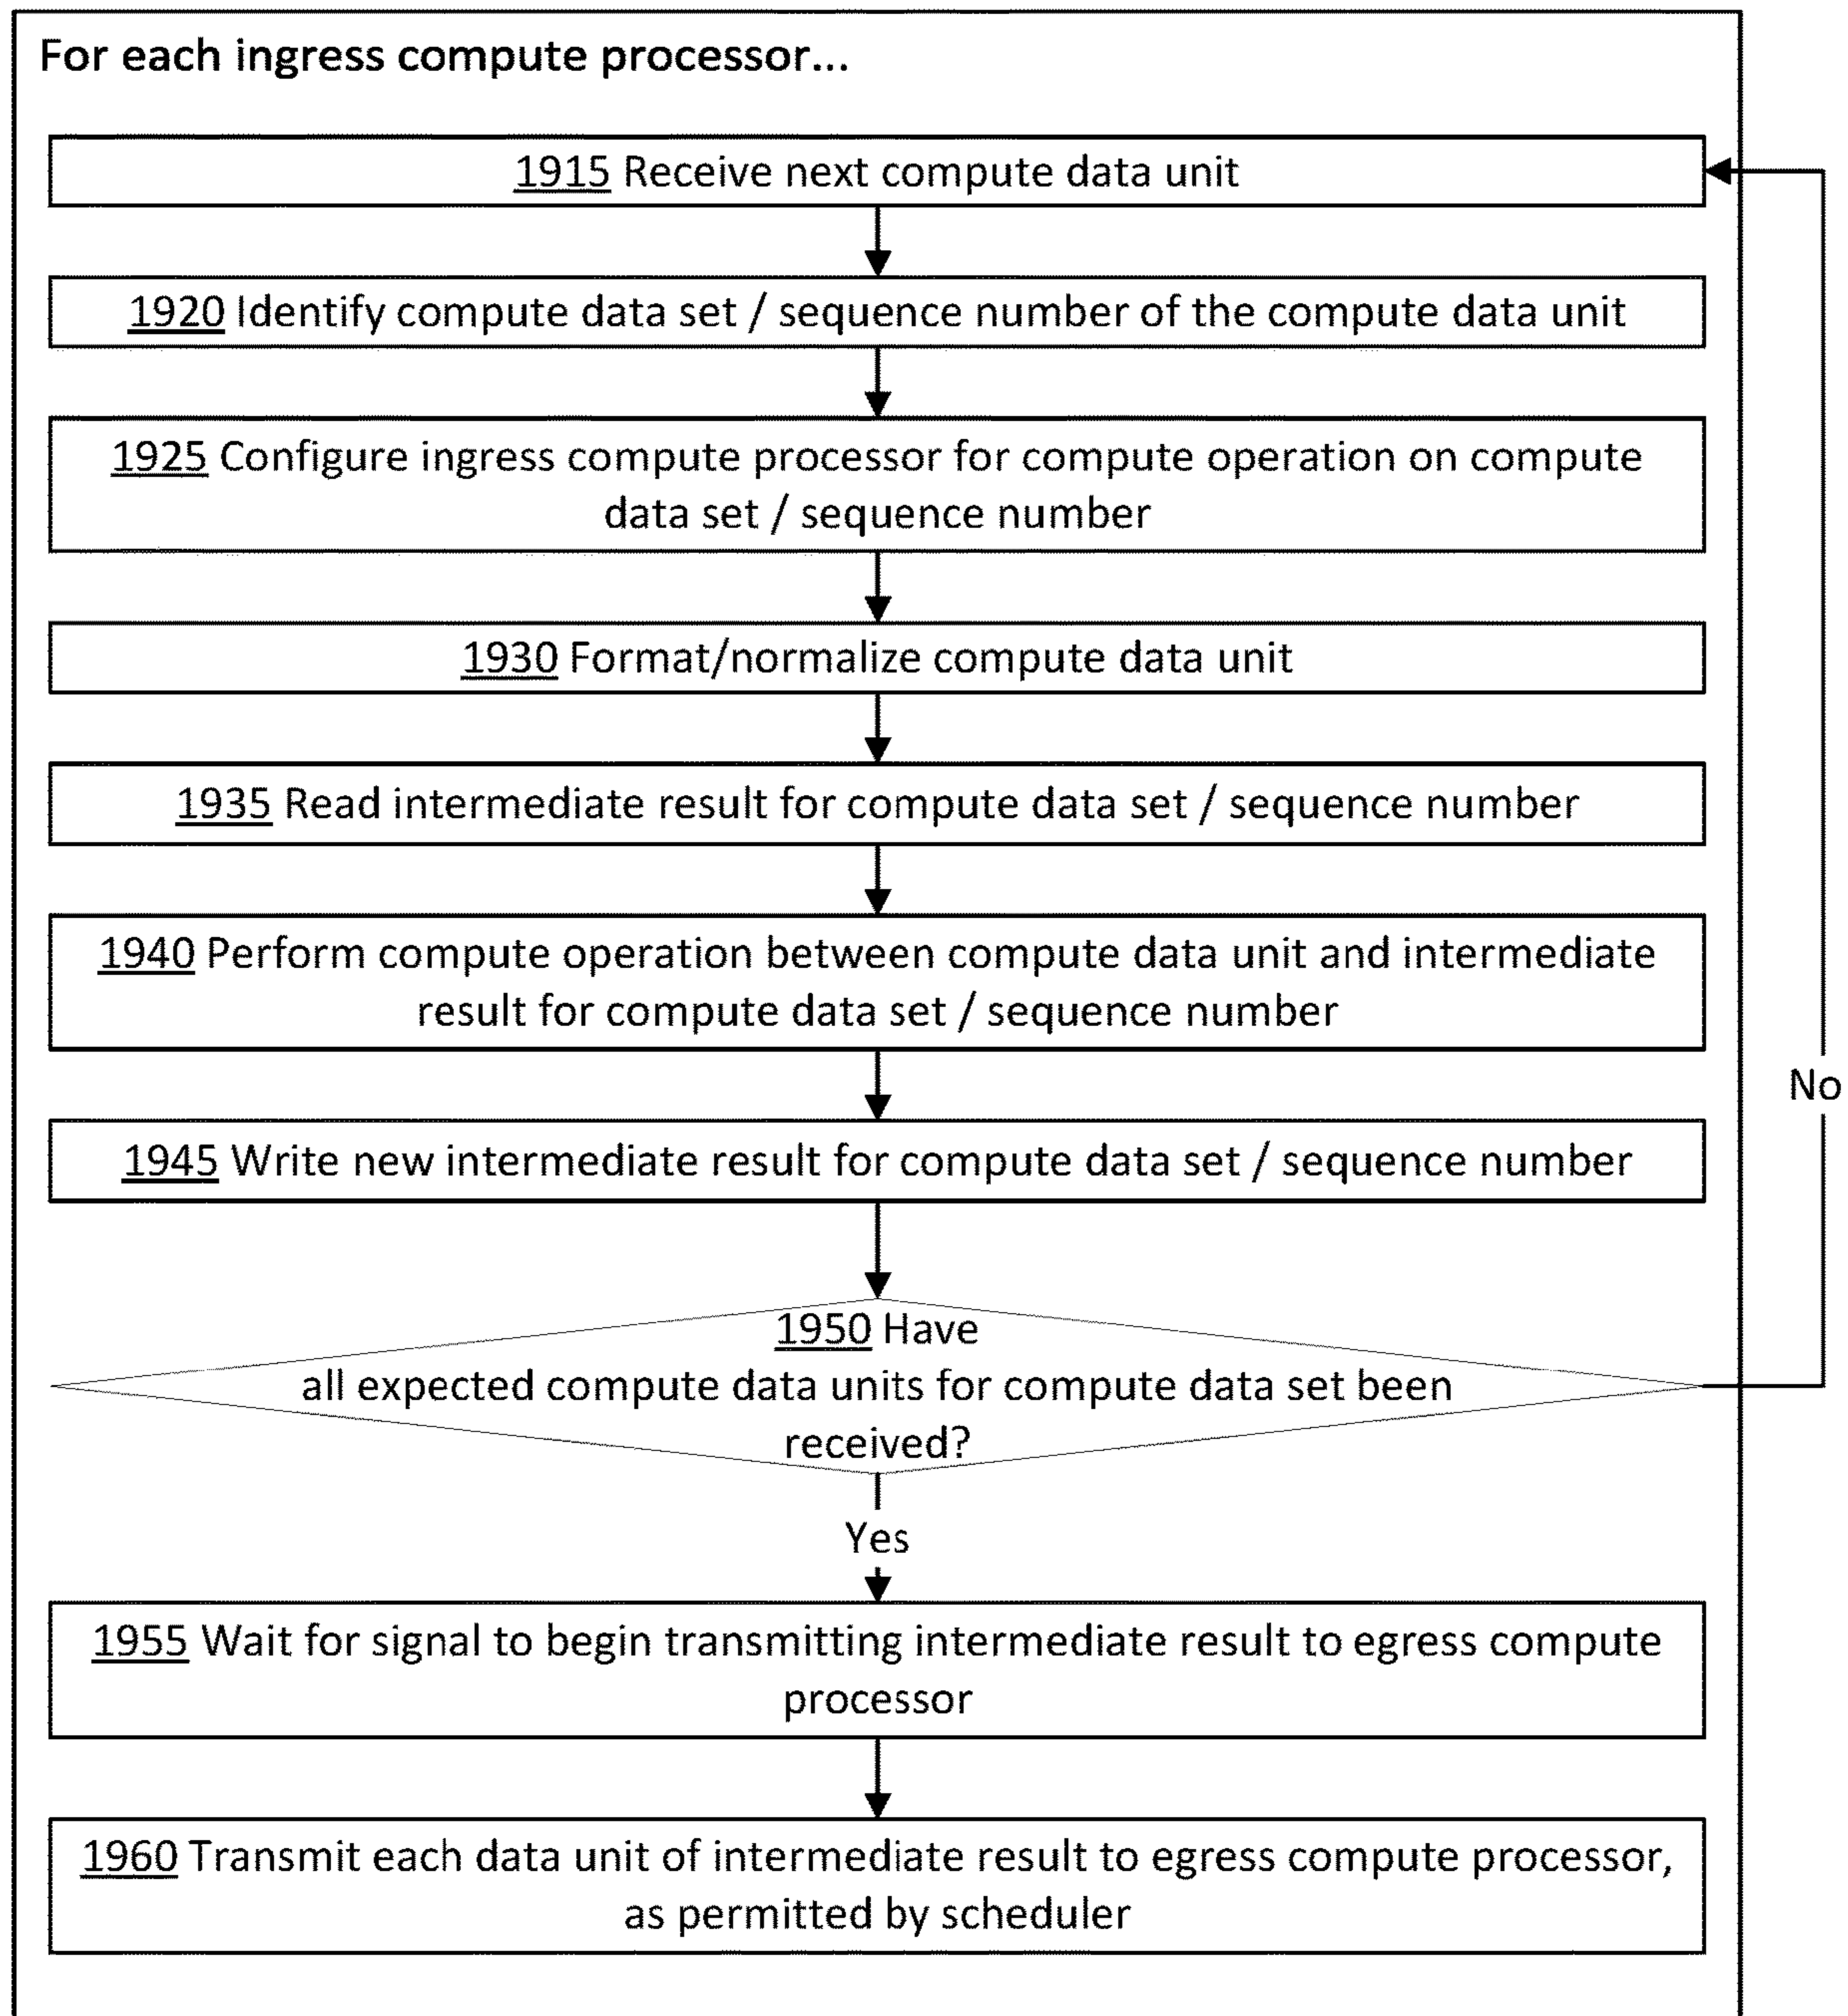 For each ingress compute processor...
1915 Receive next compute data unit
1920 Identify compute data set / sequence number of the compute data unit
1925 Configure ingress compute processor for compute operation on compute
data set / sequence number
1930 Format/normalize compute data unit
1935 Read intermediate result for compute data set / sequence number
1940 Perform compute operation between compute data unit and intermediate
result for compute data set / sequence number
No
1945 Write new intermediate result for compute data set / sequence number
1950 Have
all expected compute data units for compute data set been
received?
Yes
1955 Wait for signal to begin transmitting intermediate result to egress compute
processor
1960 Transmit each data unit of intermediate result to egress compute processor,
as permitted by scheduler